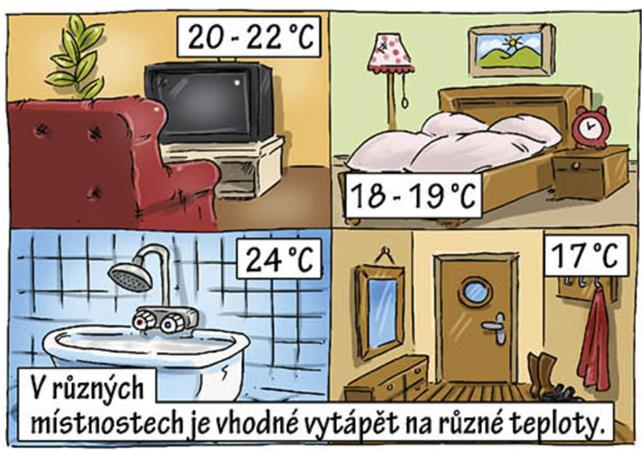 20 - 22 °C
18 - 19 °C
24 °C
17 °C
V různých
místnostech je vhodné vytápět na různé teploty.